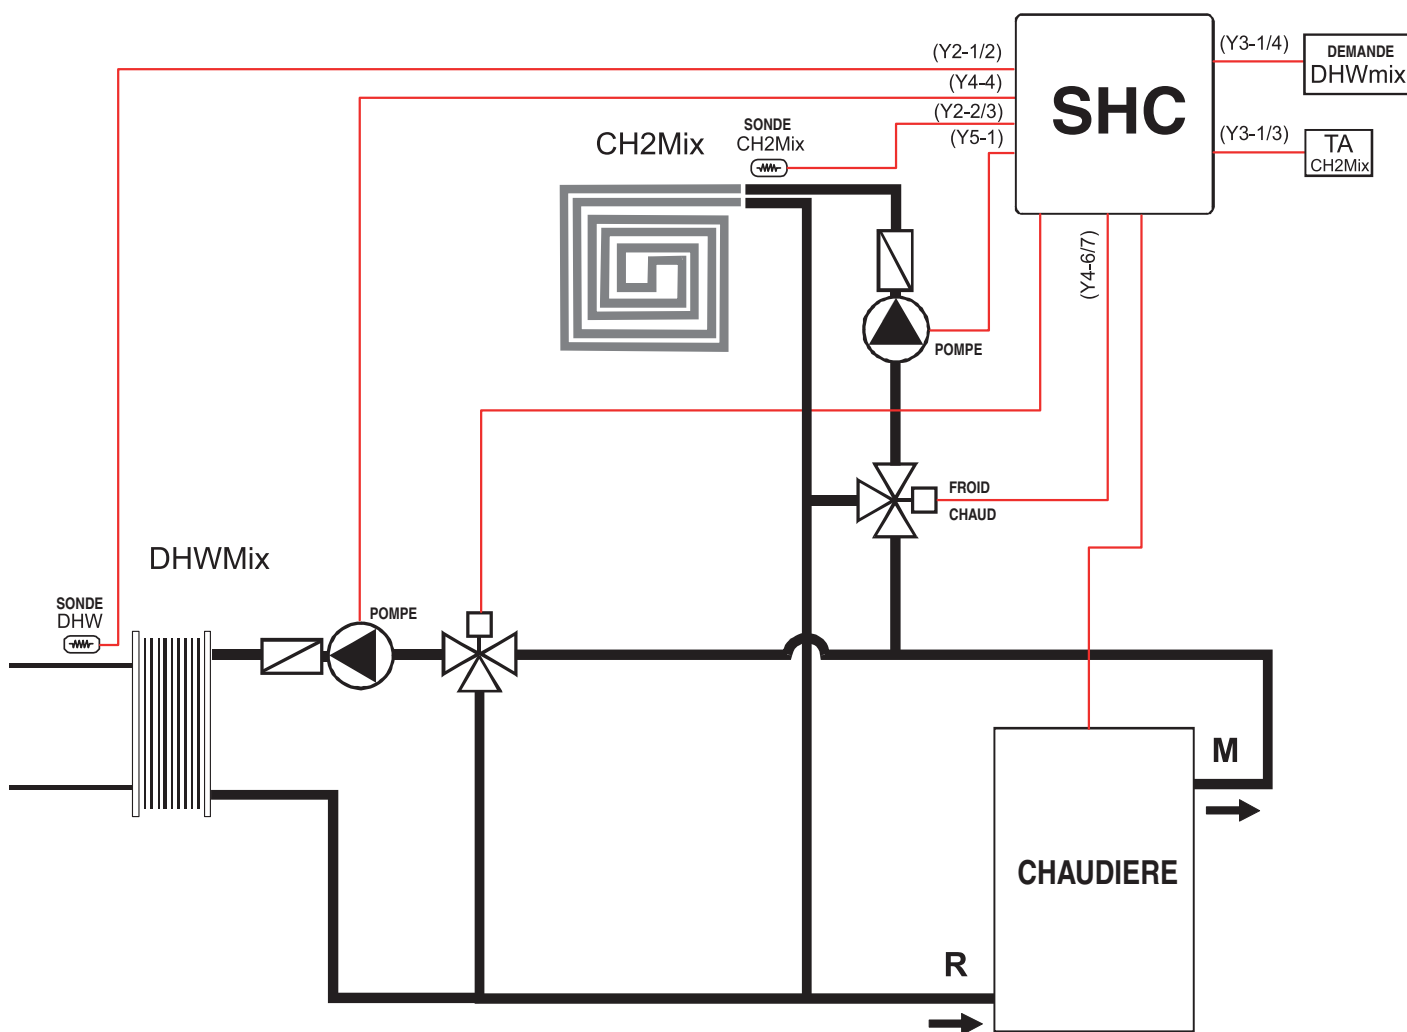 (Y2-1/2)
(Y4-4)
(Y2-2/3)
(Y5-1)
SHC
(Y3-1/4)
DEMANDE
DHWmix
(Y3-1/3)
TA
CH2Mix
CH2Mix
SONDE
CH2Mix
(Y4-6/7)
POMPE
FROID
CHAUD
DHWMix
SONDE
DHW
POMPE
M
CHAUDIERE
R